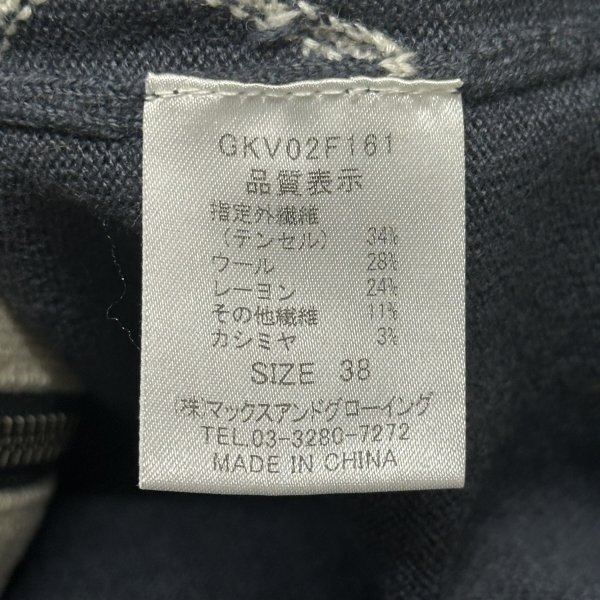 GKV02F161
品質表示
指定外繊維
(テンセル) 34%
ウール 28%
レーヨン 24%
その他繊維 11%
カシミヤ 3%
SIZE 38
(株)マックスアンドグローイング
TEL.03-3280-7272
MADE IN CHINA